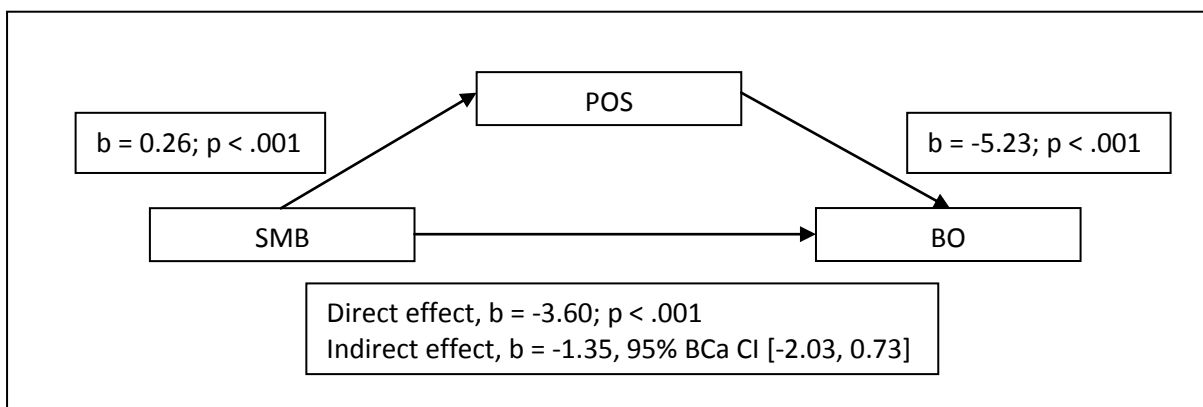 POS
b = 0.26; p < .001
b = -5.23; p < .001
SMB
BO
Direct effect, b = -3.60; p < .001
Indirect effect, b = -1.35, 95% BCa CI [-2.03, 0.73]